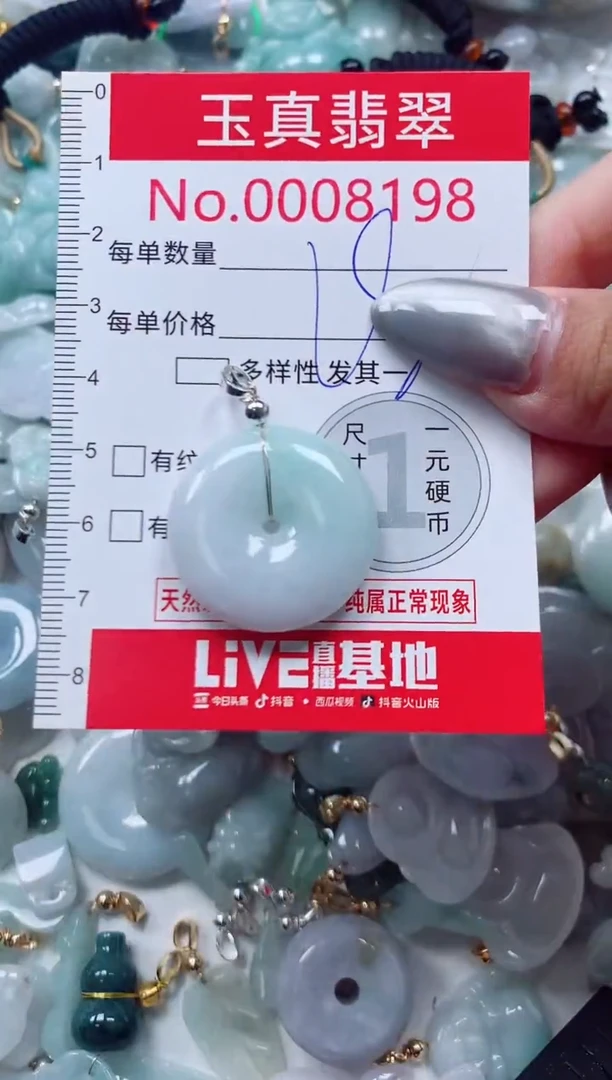 玉真翡翠
No.0008198
每单数量
每单价格
多样性 发其一
有纹
有
尺寸
一元硬币
1
天然 纯属正常现象
LiVE直播基地
今日头条 抖音 • 西瓜视频 抖音火山版
0
1
2
3
4
5
6
7
8